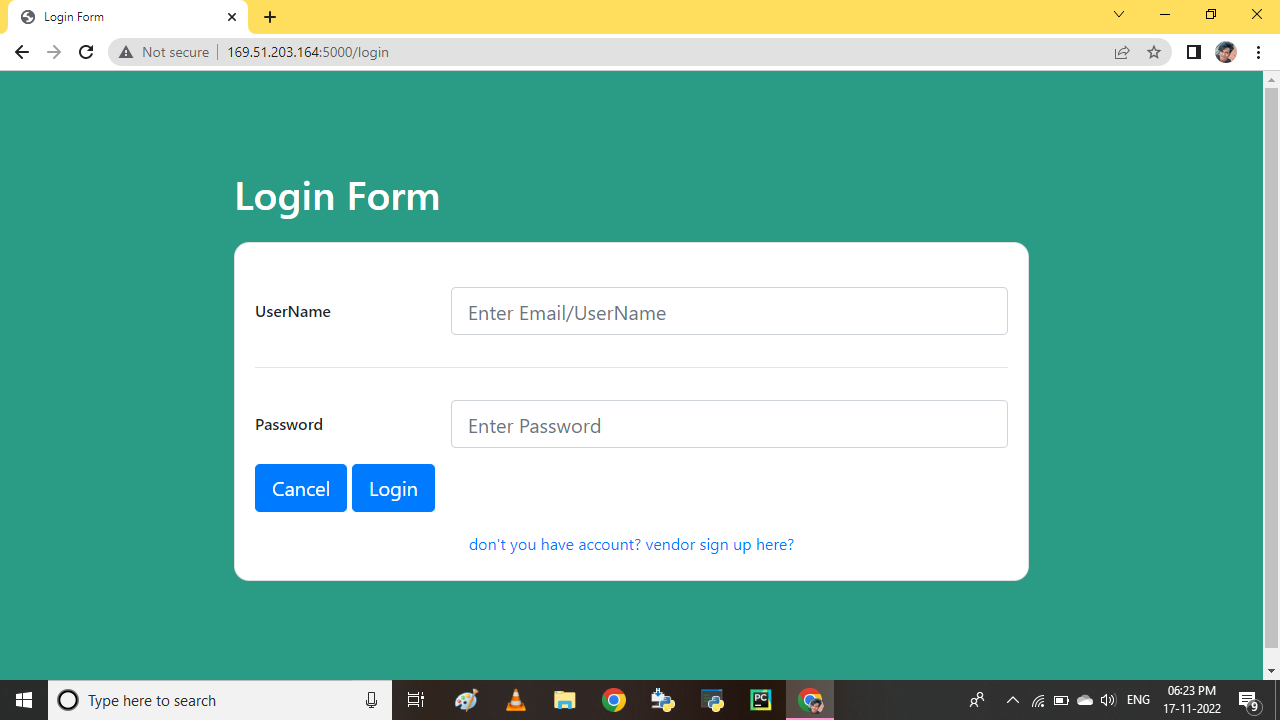 Login Form
Not secure
169.51.203.164:5000/login
Login Form
UserName
Enter Email/UserName
Password
Enter Password
Cancel
Login
don't you have account? vendor sign up here?
Type here to search
PC
ENG
06:23 PM
17-11-2022
9